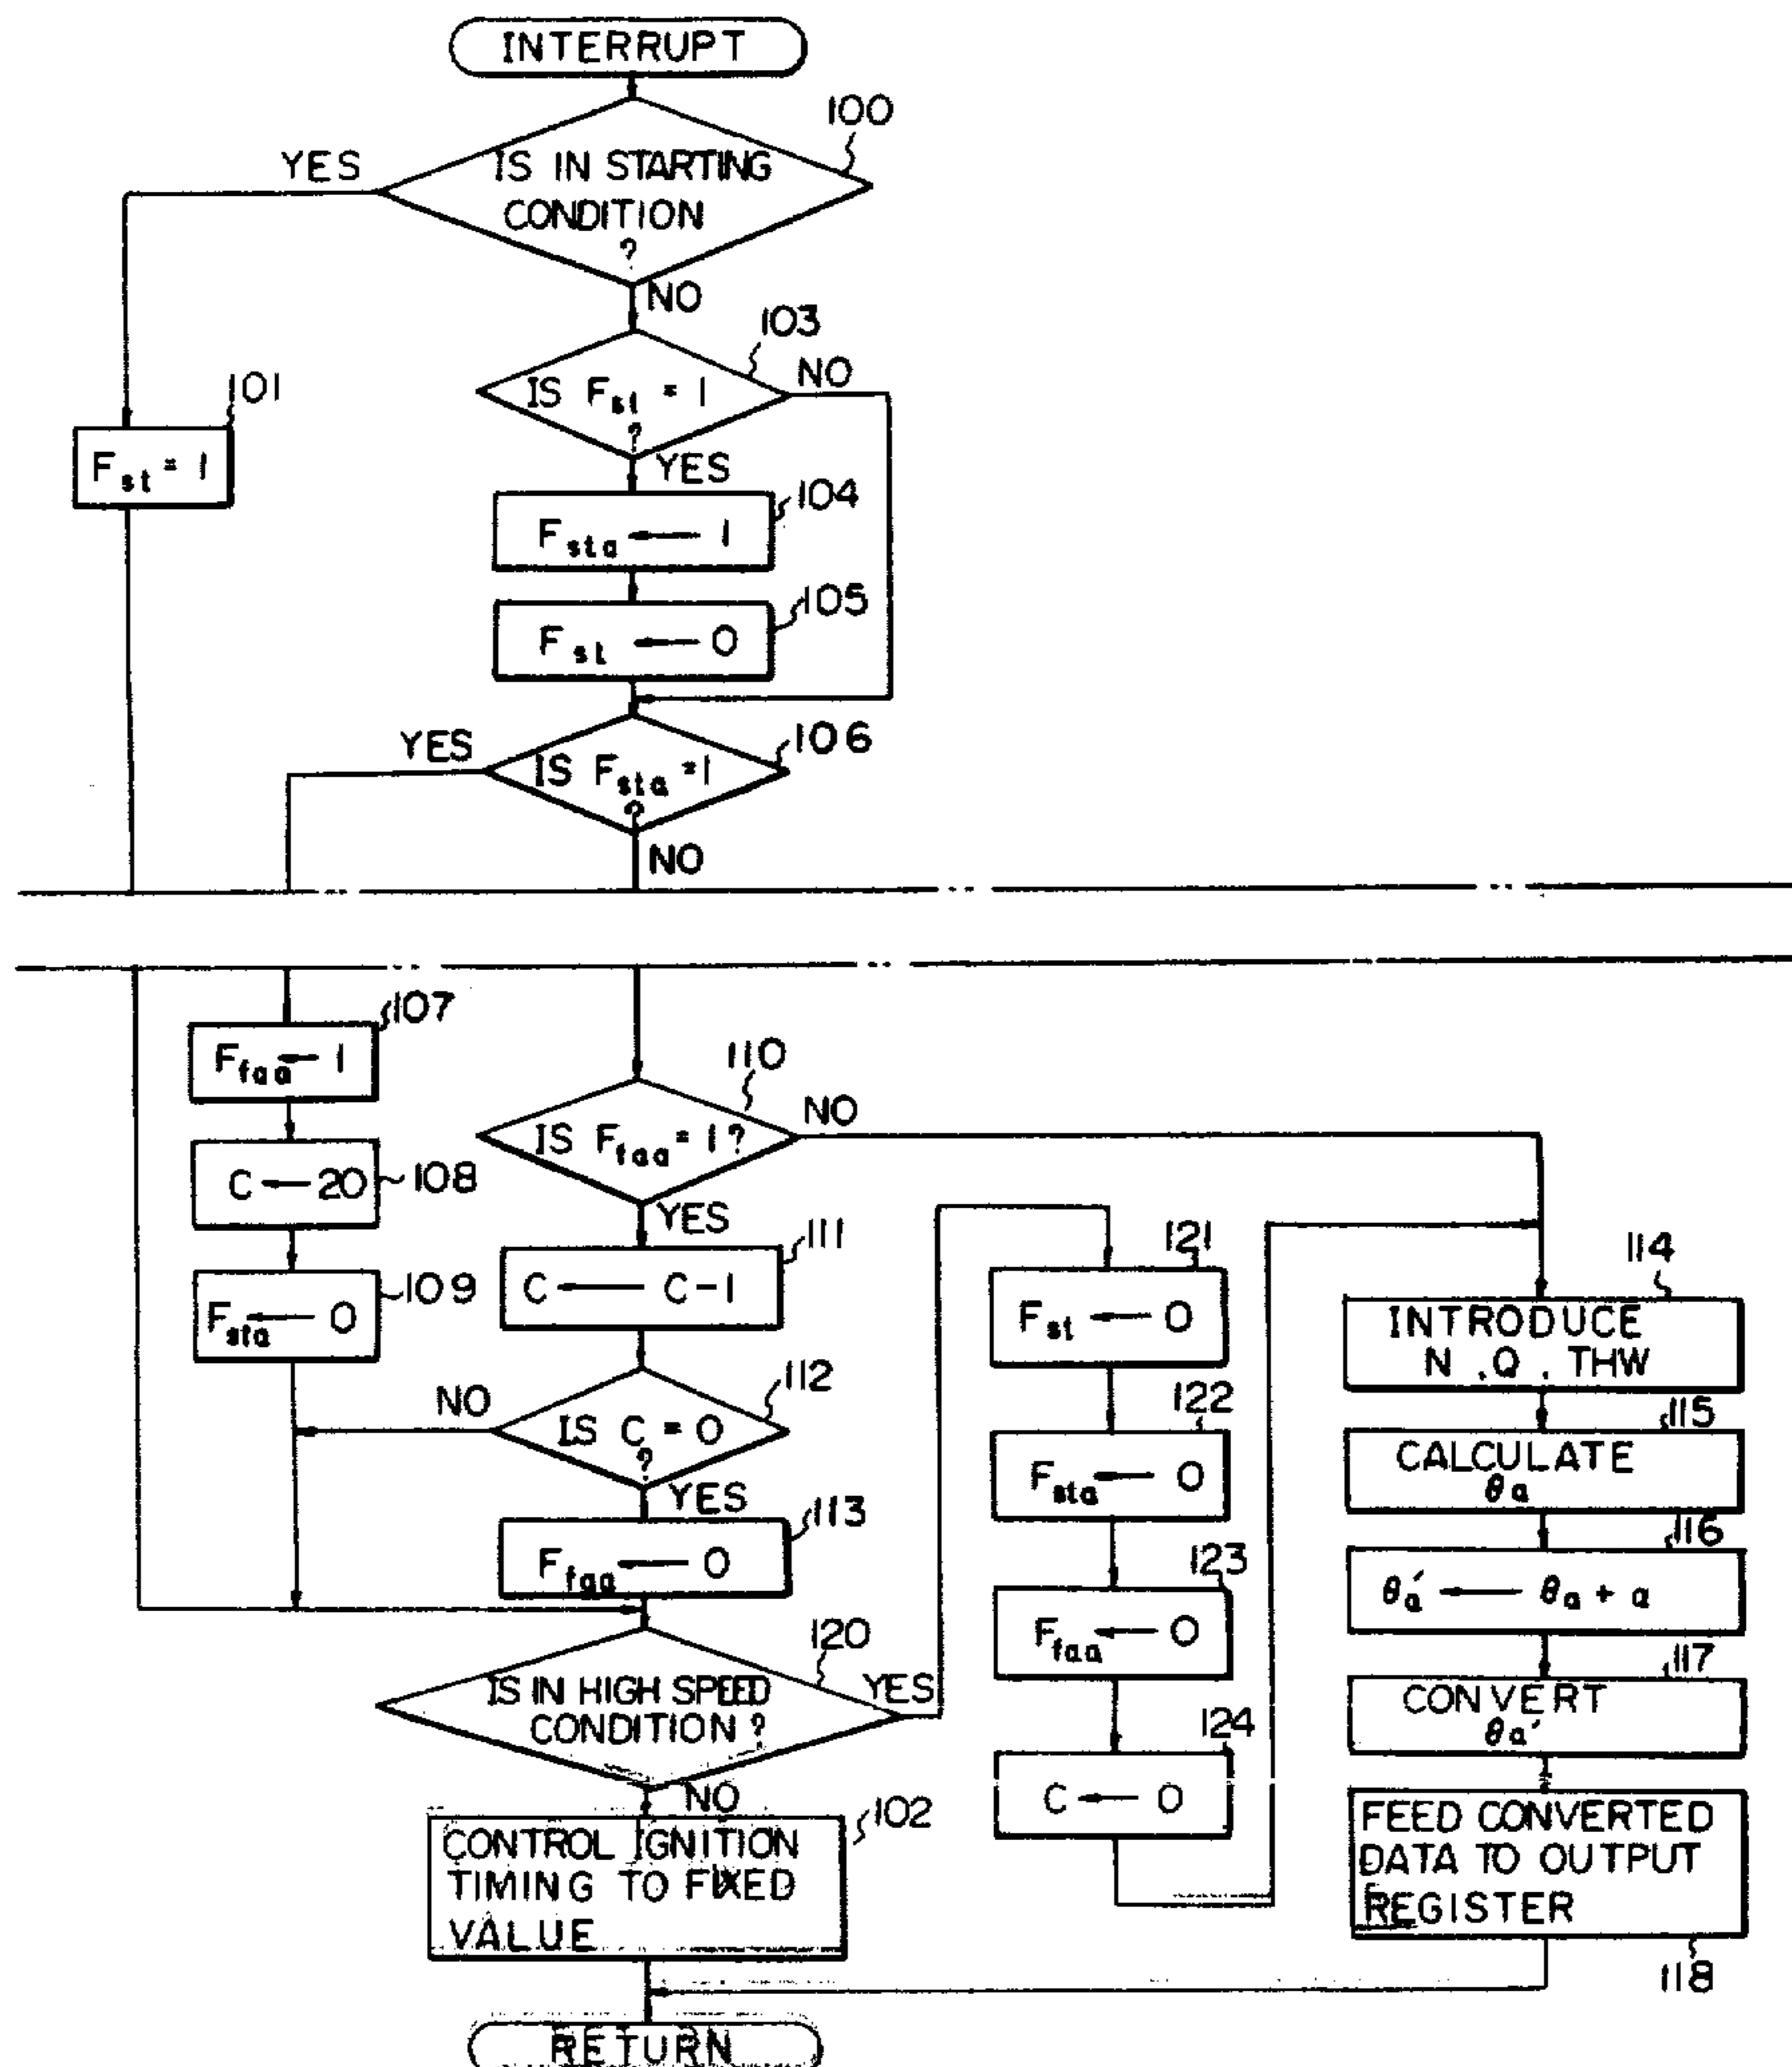 INTERRUPT
100
YES
IS IN STARTING
CONDITION
?
NO
103
101
IS Fst = 1
?
NO
Fst = 1
YES
104
Fsta ← 1
105
Fst ← 0
YES
106
IS Fsta = 1
?
NO
107
Ffaa ← 1
110
NO
IS Ffaa = 1 ?
C ← 20
108
YES
111
121
114
109
Fsta ← 0
C ← C-1
Fst ← 0
INTRODUCE
N , Q , THW
112
NO
122
115
IS C = 0
?
CALCULATE
θa
Fsta ← 0
YES
113
116
Ffaa ← 0
123
θa' ← θa + a
Ffaa ← 0
120
117
IS IN HIGH SPEED
CONDITION ?
YES
CONVERT
θa'
124
NO
C ← 0
102
CONTROL IGNITION
TIMING TO FIXED
VALUE
FEED CONVERTED
DATA TO OUTPUT
REGISTER
118
RETURN